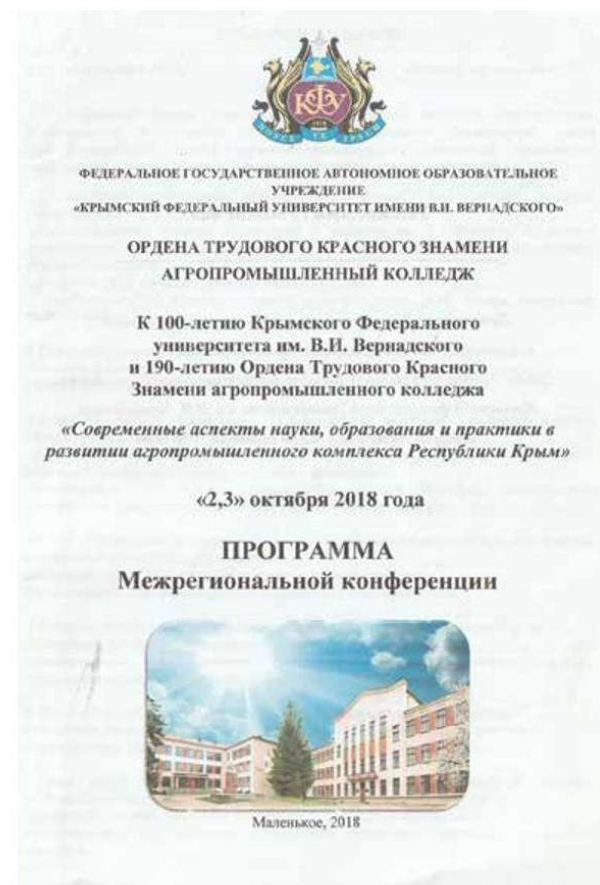 КФУ
1918
ФЕДЕРАЛЬНОЕ ГОСУДАРСТВЕННОЕ АВТОНОМНОЕ ОБРАЗОВАТЕЛЬНОЕ
УЧРЕЖДЕНИЕ
«КРЫМСКИЙ ФЕДЕРАЛЬНЫЙ УНИВЕРСИТЕТ ИМЕНИ В.И. ВЕРНАДСКОГО»
ОРДЕНА ТРУДОВОГО КРАСНОГО ЗНАМЕНИ
АГРОПРОМЫШЛЕННЫЙ КОЛЛЕДЖ
К 100-летию Крымского Федерального
университета им. В.И. Вернадского
и 190-летию Ордена Трудового Красного
Знамени агропромышленного колледжа
«Современные аспекты науки, образования и практики в
развитии агропромышленного комплекса Республики Крым»
«2,3» октября 2018 года
ПРОГРАММА
Межрегиональной конференции
Маленькое, 2018